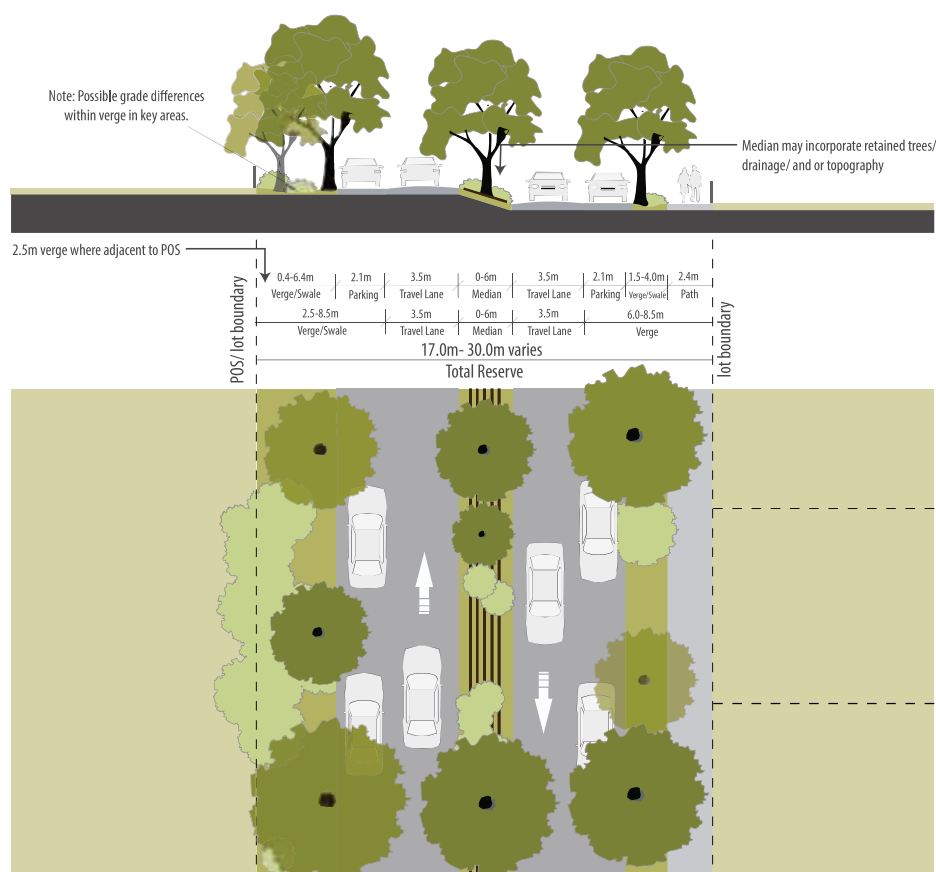 Note: Possible grade differences
within verge in key areas.
Median may incorporate retained trees/
drainage/ and or topography
2.5m verge where adjacent to POS
0.4-6.4m 2.1m 3.5m 0-6m 3.5m 2.1m 1.5-4.0m 2.4m
Verge/Swale Parking Travel Lane Median Travel Lane Parking Verge/Swale Path
2.5-8.5m 3.5m 0-6m 3.5m 6.0-8.5m
Verge/Swale Travel Lane Median Travel Lane Verge
17.0m- 30.0m varies
Total Reserve
POS/ lot boundary
lot boundary